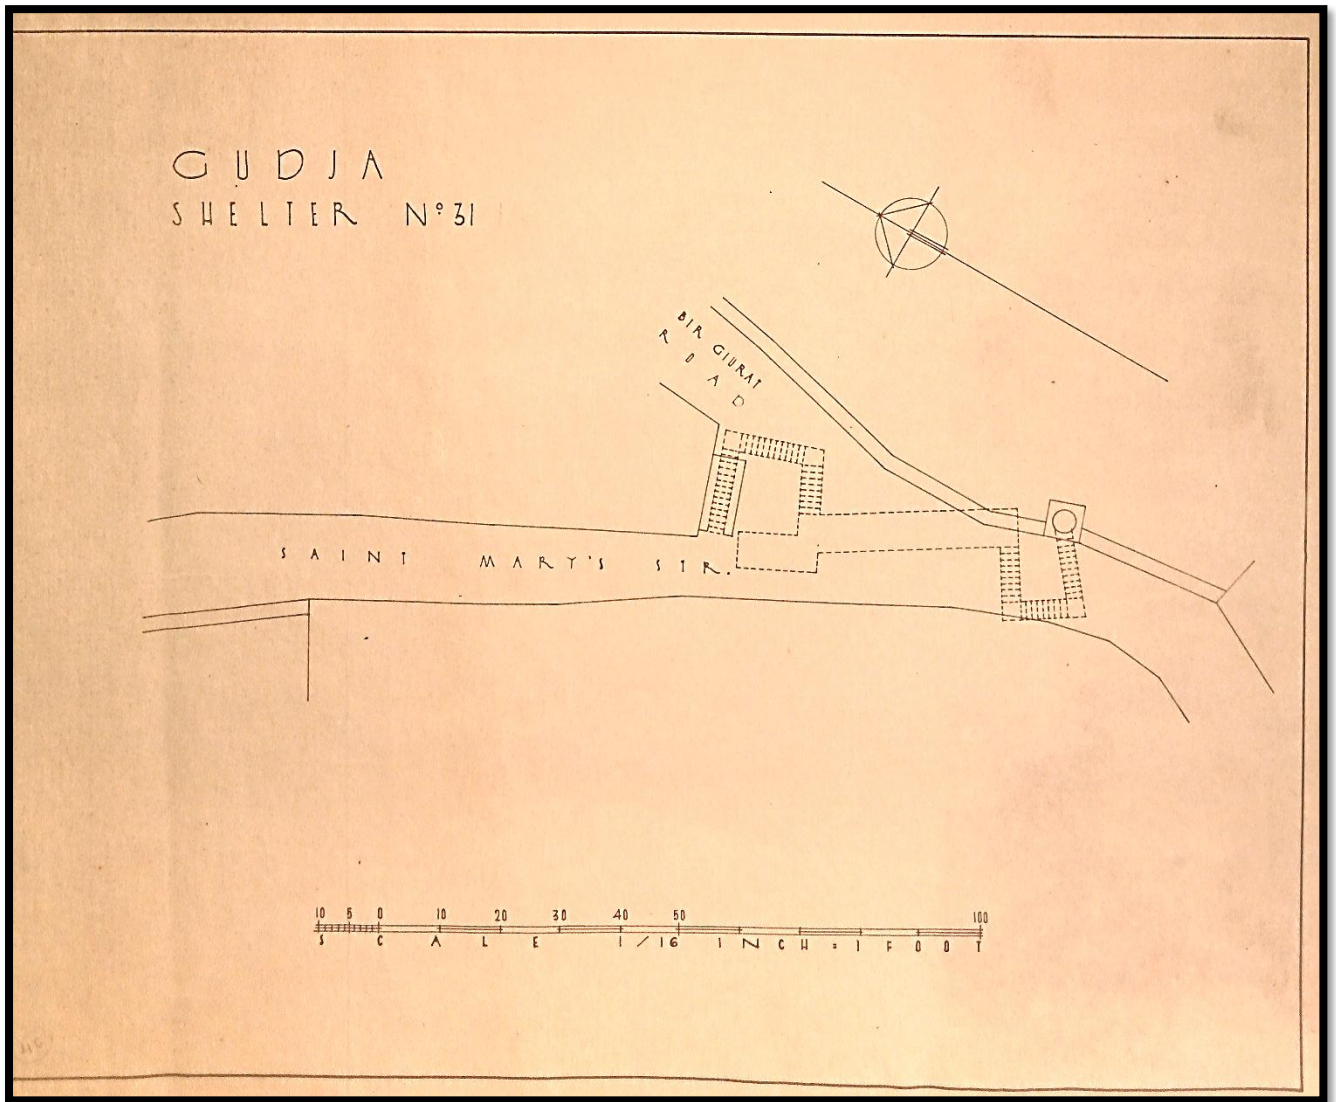 GUDJA
SHELTER Nº 31
BIR GIURAT
ROAD
SAINT MARY'S STR.
10 5 0 10 20 30 40 50 100
SCALE 1/16 INCH = 1 FOOT